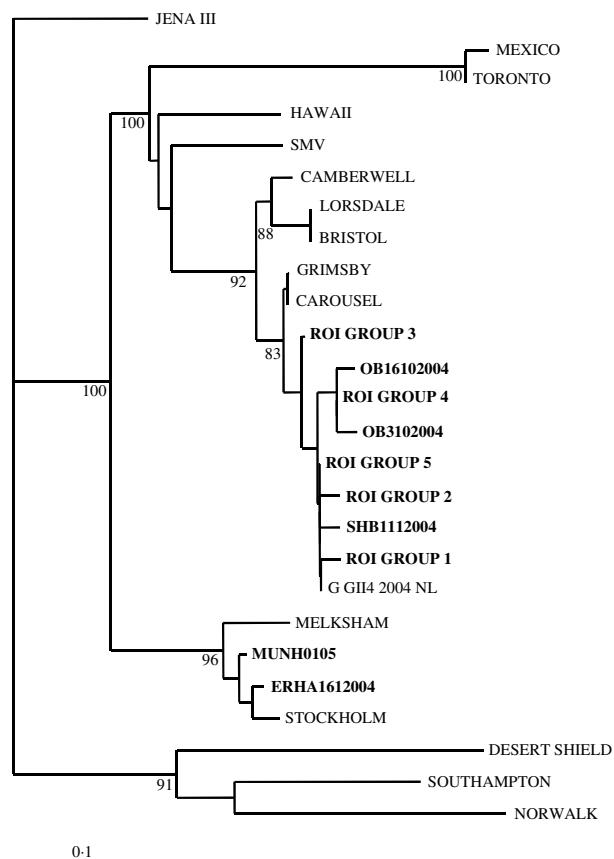 JENA III
MEXICO
100
TORONTO
HAWAII
100
SMV
CAMBERWELL
LORSDALE
88
BRISTOL
GRIMSBY
92
CAROUSEL
ROI GROUP 3
83
OB16102004
100
ROI GROUP 4
OB3102004
ROI GROUP 5
ROI GROUP 2
SHB1112004
ROI GROUP 1
G GII4 2004 NL
MELKSHAM
MUNH0105
96
ERHA1612004
STOCKHOLM
DESERT SHIELD
SOUTHAMPTON
91
NORWALK
0·1